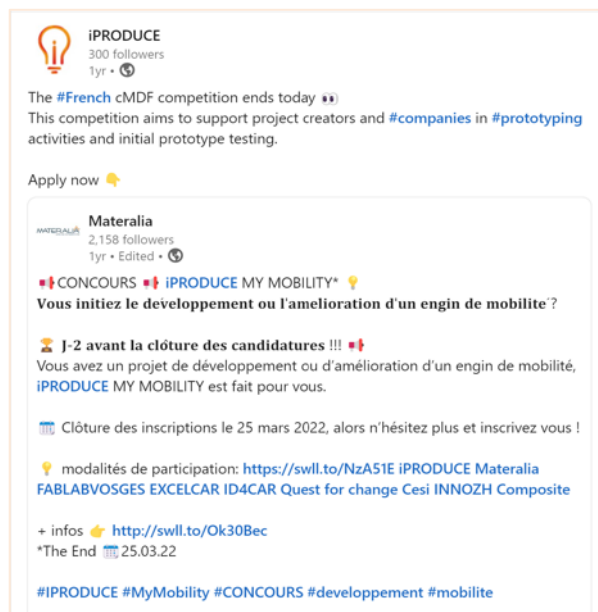 iPRODUCE
300 followers
1yr •
The #French cMDF competition ends today 👀
This competition aims to support project creators and #companies in #prototyping
activities and initial prototype testing.
Apply now 👇
MATERALIA
Materalia
2,158 followers
1yr • Edited •
📢CONCOURS 📢 iPRODUCE MY MOBILITY* 💡
Vous initiez le développement ou l'amelioration d'un engin de mobilite´?
🏆 J-2 avant la clôture des candidatures !!! 📢
Vous avez un projet de développement ou d'amélioration d'un engin de mobilité,
iPRODUCE MY MOBILITY est fait pour vous.
🗓️ Clôture des inscriptions le 25 mars 2022, alors n'hésitez plus et inscrivez vous !
💡 modalités de participation: https://swll.to/NzA51E iPRODUCE Materalia
FABLABVOSGES EXCELCAR ID4CAR Quest for change Cesi INNOZH Composite
+ infos 👉 http://swll.to/Ok30Bec
*The End 🗓️25.03.22
#IPRODUCE #MyMobility #CONCOURS #developpement #mobilite